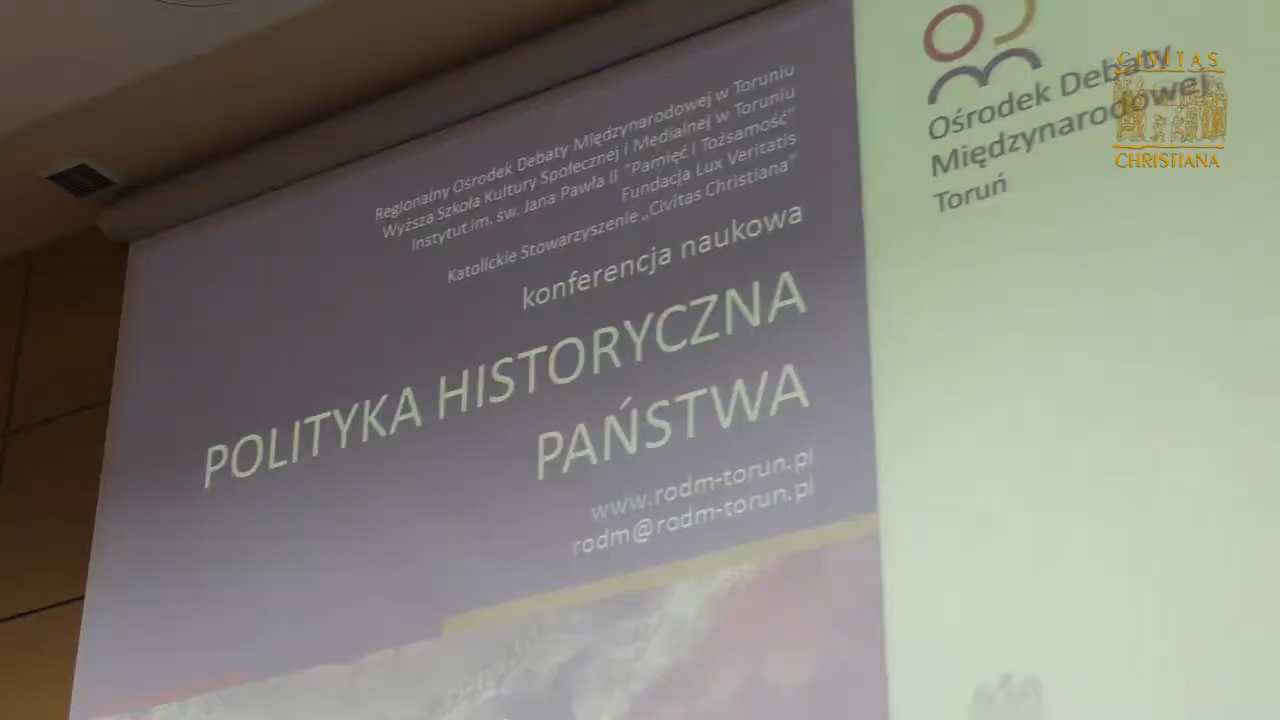 Regionalny Ośrodek Debaty Międzynarodowej w Toruniu
Wyższa Szkoła Kultury Społecznej i Medialnej w Toruniu
Instytut im. św. Jana Pawła II "Pamięć i Tożsamość"
Fundacja Lux Veritatis
Katolickie Stowarzyszenie „Civitas Christiana"
konferencja naukowa
POLITYKA HISTORYCZNA
PAŃSTWA
www.rodm-torun.pl
rodm@rodm-torun.pl
Ośrodek Debaty
Międzynarodowej
Toruń
CIVITAS
CHRISTIANA